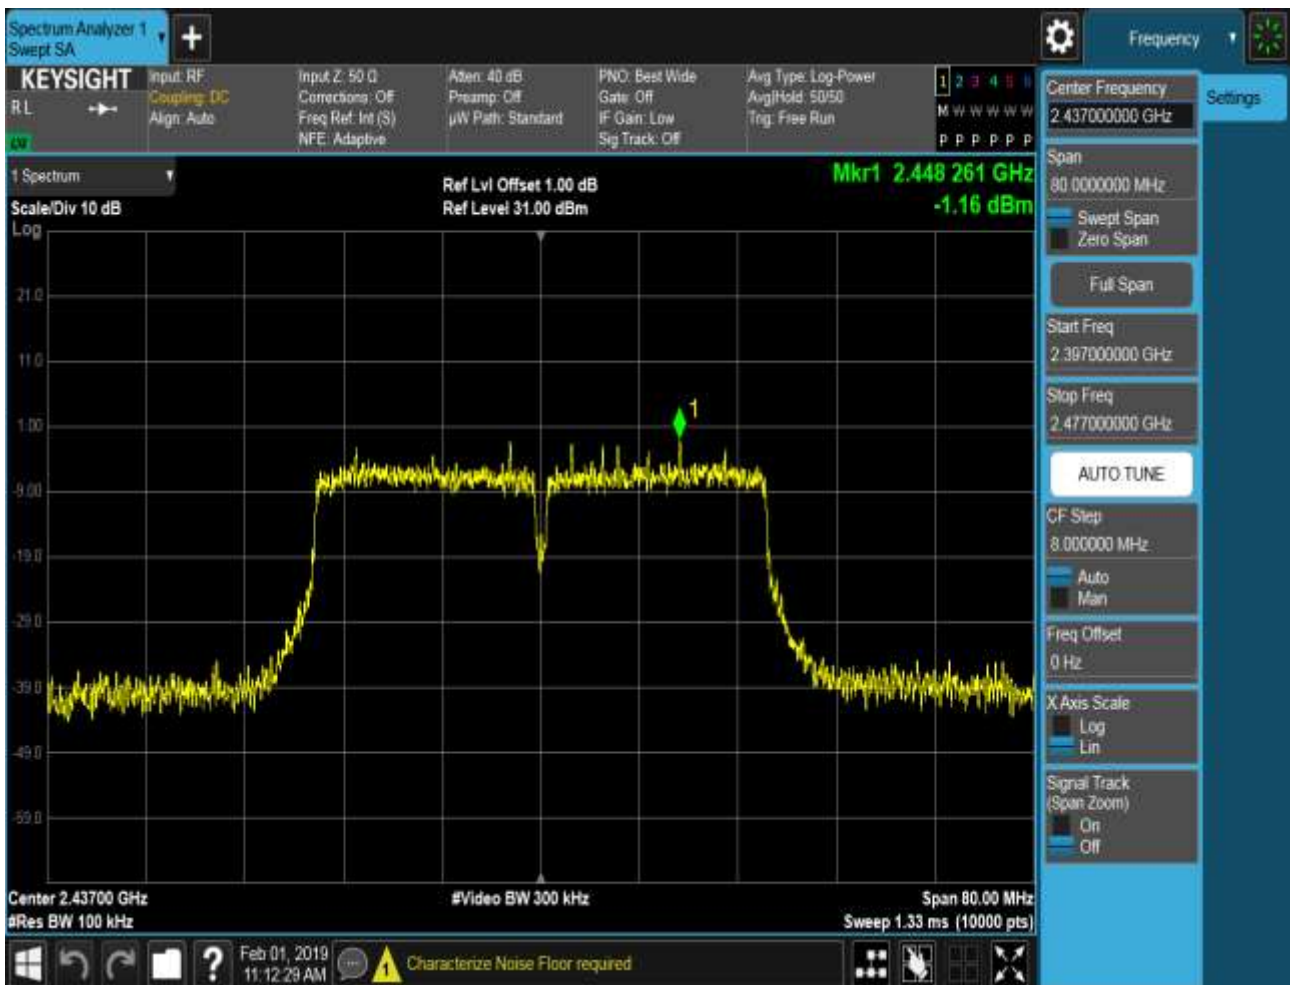 Spectrum Analyzer 1
Swept SA
+
Frequency
KEYSIGHT
R L
Input: RF
Coupling: DC
Align: Auto
Input Z: 50 Ω
Corrections: Off
Freq Ref: Int (S)
NFE: Adaptive
Atten: 40 dB
Preamp: Off
µW Path: Standard
PNO: Best Wide
Gate: Off
IF Gain: Low
Sig Track: Off
Avg Type: Log-Power
Avg|Hold: 50/50
Trig: Free Run
1 2 3 4 5 6
M W W W W W
P P P P P P
1 Spectrum
Scale/Div 10 dB
Log
Ref Lvl Offset 1.00 dB
Ref Level 31.00 dBm
Mkr1 2.448 261 GHz
-1.16 dBm
21.0
11.0
1.00
-9.00
-19.0
-29.0
-39.0
-49.0
-59.0
1
Center 2.43700 GHz
#Res BW 100 kHz
#Video BW 300 kHz
Span 80.00 MHz
Sweep 1.33 ms (10000 pts)
Center Frequency
2.437000000 GHz
Settings
Span
80.0000000 MHz
Swept Span
Zero Span
Full Span
Start Freq
2.397000000 GHz
Stop Freq
2.477000000 GHz
AUTO TUNE
CF Step
8.000000 MHz
Auto
Man
Freq Offset
0 Hz
X Axis Scale
Log
Lin
Signal Track
(Span Zoom)
On
Off
?
Feb 01, 2019
11:12:29 AM
1
Characterize Noise Floor required